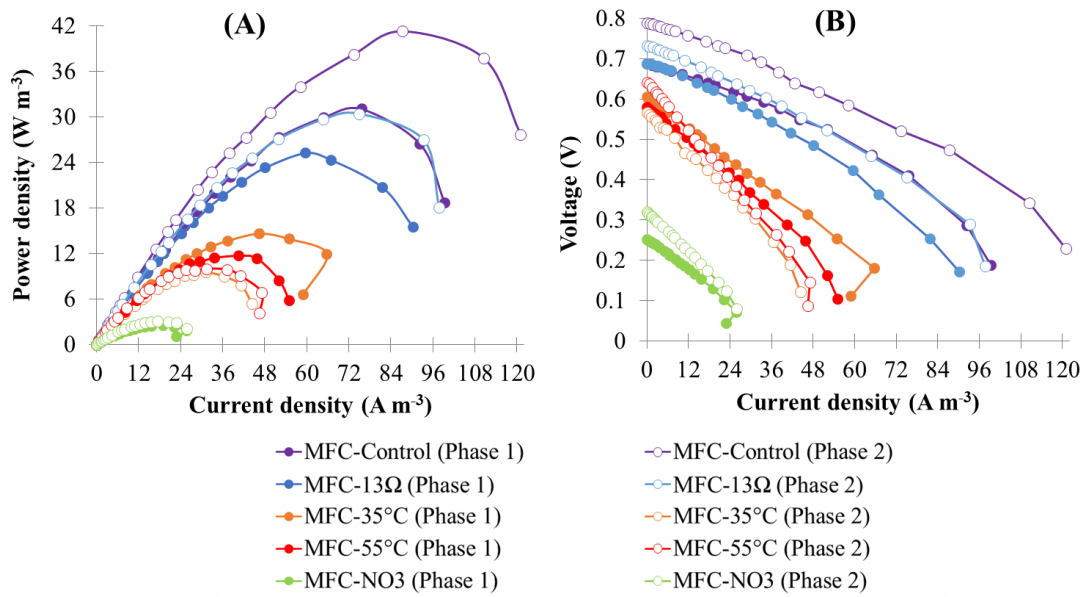 (A)
(B)
42
36
30
24
18
12
6
0
Power density (W m-3)
0 12 24 36 48 60 72 84 96 108 120
Current density (A m-3)
0.8
0.7
0.6
0.5
0.4
0.3
0.2
0.1
0
Voltage (V)
0 12 24 36 48 60 72 84 96 108 120
Current density (A m-3)
MFC-Control (Phase 1)
MFC-13Ω (Phase 1)
MFC-35°C (Phase 1)
MFC-55°C (Phase 1)
MFC-NO3 (Phase 1)
MFC-Control (Phase 2)
MFC-13Ω (Phase 2)
MFC-35°C (Phase 2)
MFC-55°C (Phase 2)
MFC-NO3 (Phase 2)